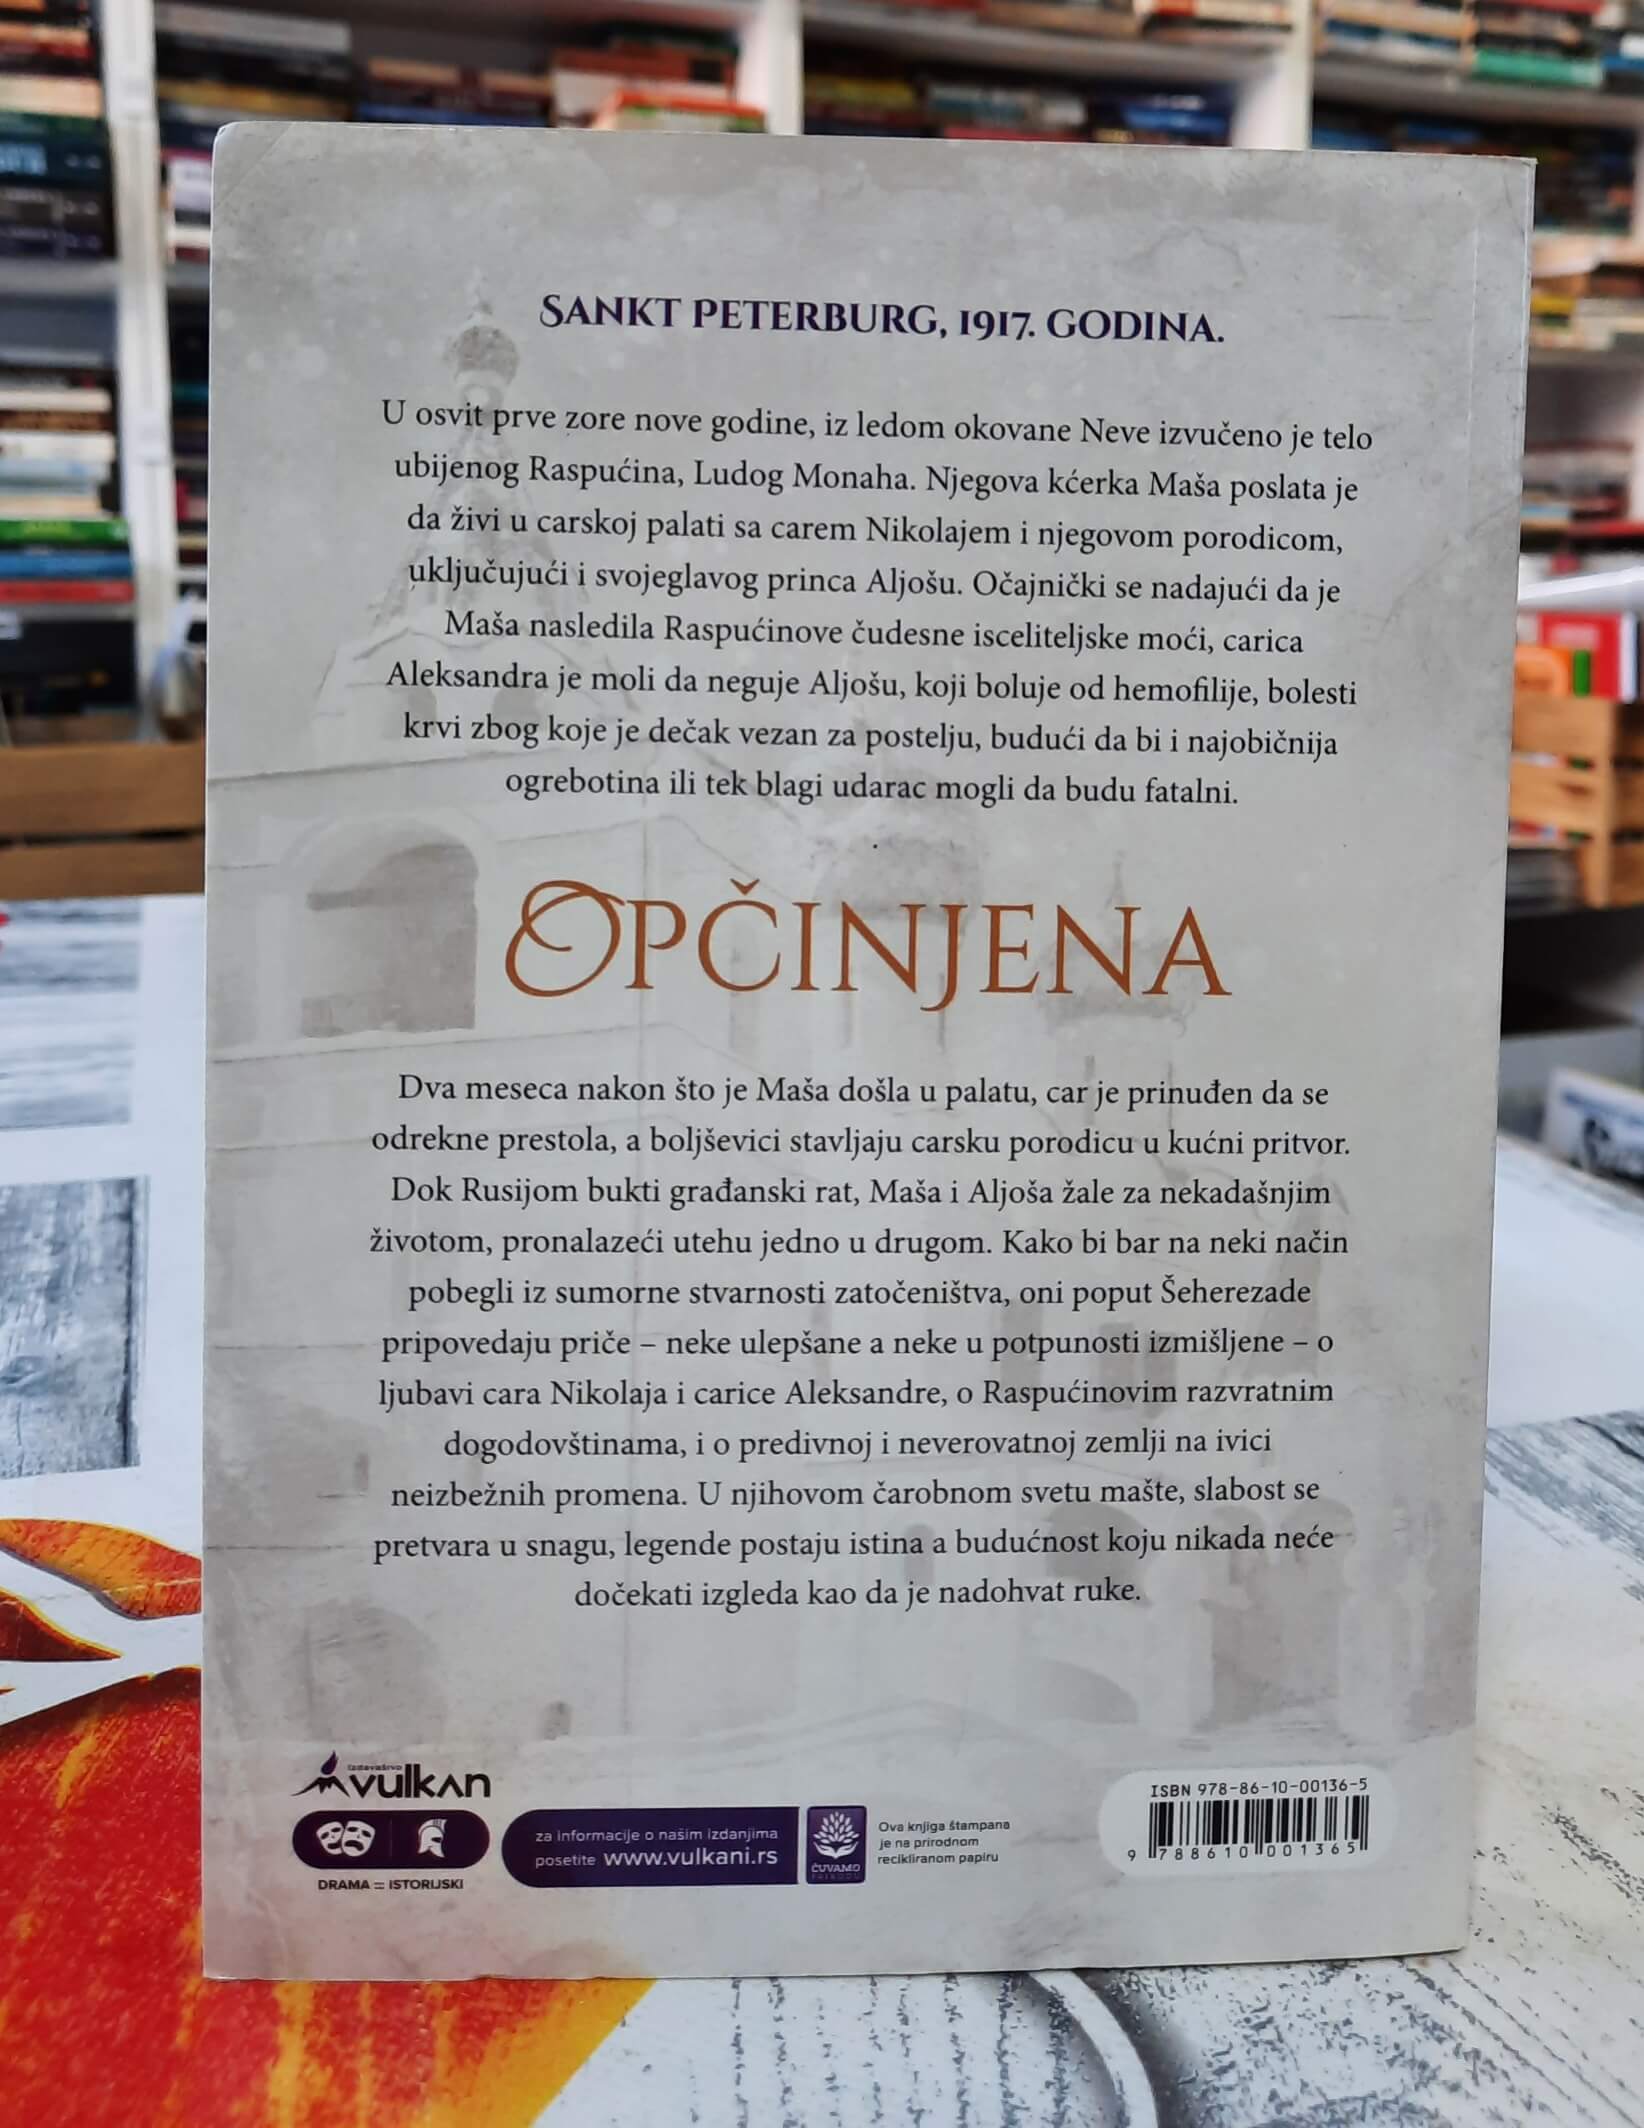 SANKT PETERBURG, 1917. GODINA.
U osvit prve zore nove godine, iz ledom okovane Neve izvučeno je telo
ubijenog Raspućina, Ludog Monaha. Njegova kćerka Maša poslata je
da živi u carskoj palati sa carem Nikolajem i njegovom porodicom,
uključujući i svojeglavog princa Aljošu. Očajnički se nadajući da je
Maša nasledila Raspućinove čudesne isceliteljske moći, carica
Aleksandra je moli da neguje Aljošu, koji boluje od hemofilije, bolesti
krvi zbog koje je dečak vezan za postelju, budući da bi i najobičnija
ogrebotina ili tek blagi udarac mogli da budu fatalni.
OPČINJENA
Dva meseca nakon što je Maša došla u palatu, car je prinuđen da se
odrekne prestola, a boljševici stavljaju carsku porodicu u kućni pritvor.
Dok Rusijom bukti građanski rat, Maša i Aljoša žale za nekadašnjim
životom, pronalazeći utehu jedno u drugom. Kako bi bar na neki način
pobegli iz sumorne stvarnosti zatočeništva, oni poput Šeherezade
pripovedaju priče – neke ulepšane a neke u potpunosti izmišljene – o
ljubavi cara Nikolaja i carice Aleksandre, o Raspućinovim razvratnim
dogodovštinama, i o predivnoj i neverovatnoj zemlji na ivici
neizbežnih promena. U njihovom čarobnom svetu mašte, slabost se
pretvara u snagu, legende postaju istina a budućnost koju nikada neće
dočekati izgleda kao da je nadohvat ruke.
izdavaštvo
vulkan
DRAMA :: ISTORIJSKI
za informacije o našim izdanjima
posetite www.vulkani.rs
ČUVAMO
PRIRODU
Ova knjiga štampana
je na prirodnom
recikliranom papiru
ISBN 978-86-10-00136-5
9 788610 001365